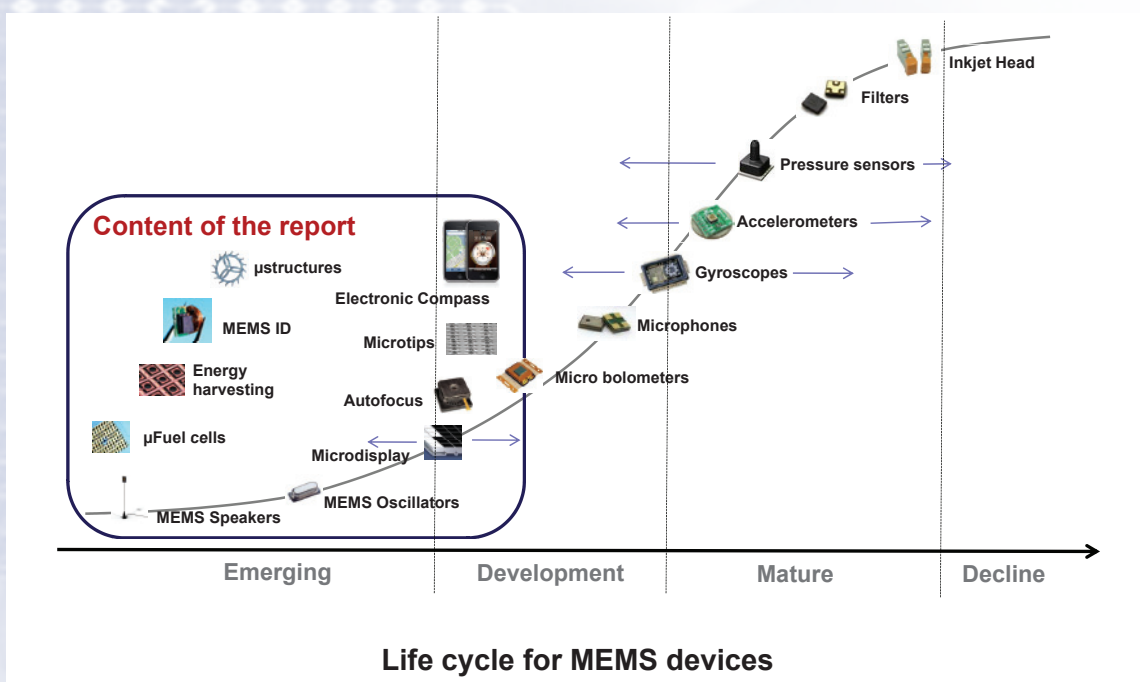 Inkjet Head
Filters
Pressure sensors
Content of the report
Accelerometers
µstructures
Gyroscopes
Electronic Compass
MEMS ID
Microphones
Microtips
Energy
harvesting
Micro bolometers
Autofocus
µFuel cells
Microdisplay
MEMS Oscillators
MEMS Speakers
Emerging
Development
Mature
Decline
Life cycle for MEMS devices